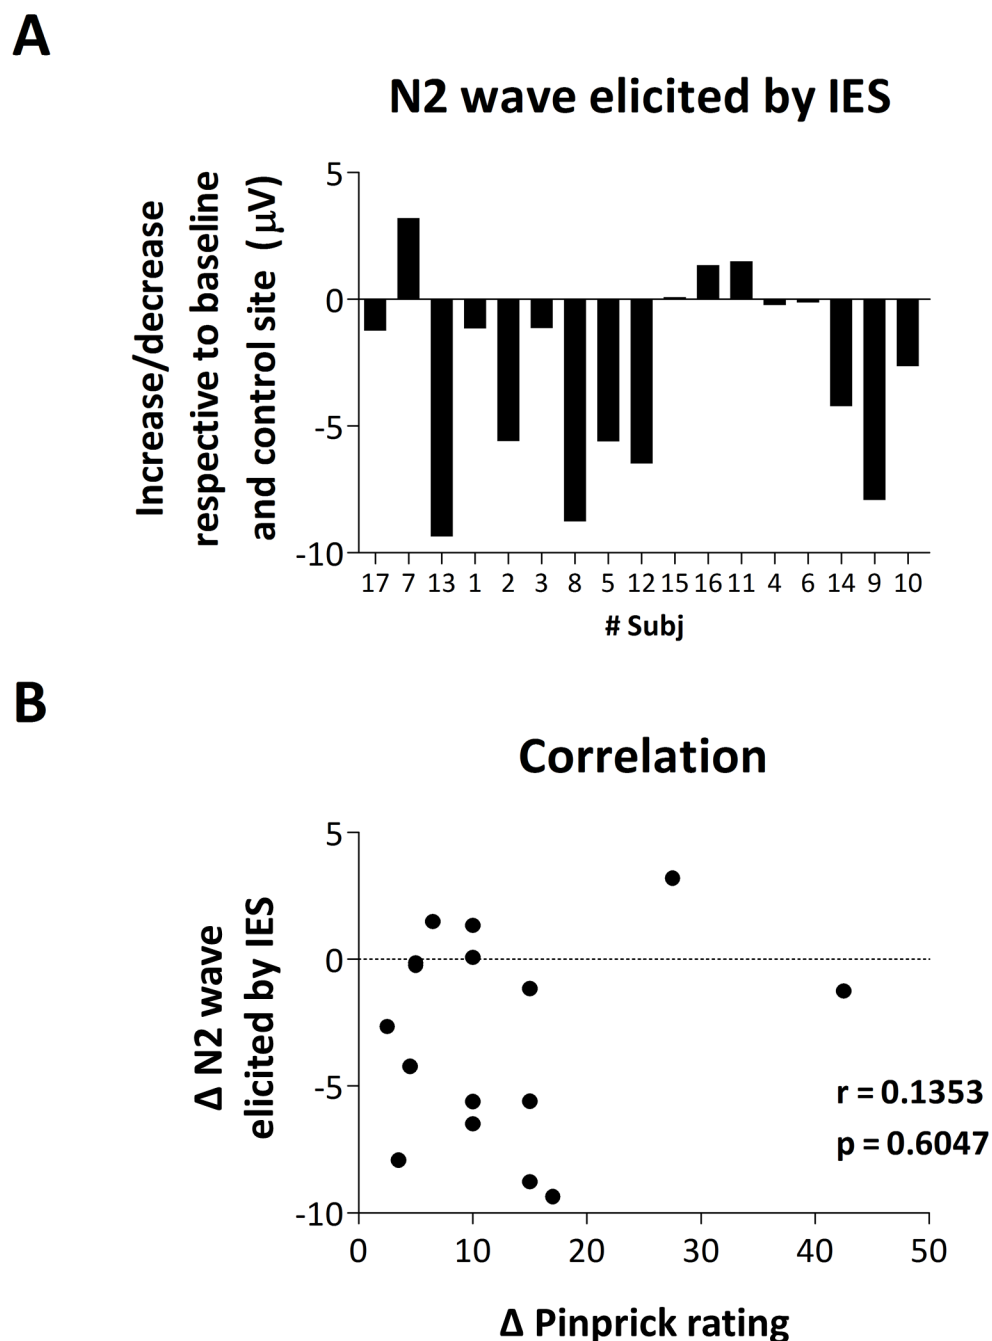 A
N2 wave elicited by IES
Increase/decrease
respective to baseline
and control site (µV)
5
0
-5
-10
17 7 13 1 2 3 8 5 12 15 16 11 4 6 14 9 10
# Subj
B
Correlation
Δ N2 wave
elicited by IES
5
0
-5
-10
r = 0.1353
p = 0.6047
0 10 20 30 40 50
Δ Pinprick rating